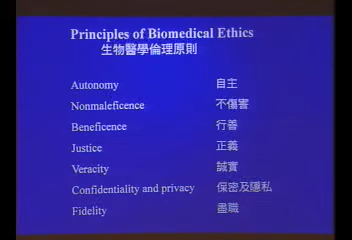 Principles of Biomedical Ethics
生物醫學倫理原則
Autonomy 自主
Nonmaleficence 不傷害
Beneficence 行善
Justice 正義
Veracity 誠實
Confidentiality and privacy 保密及隱私
Fidelity 盡職